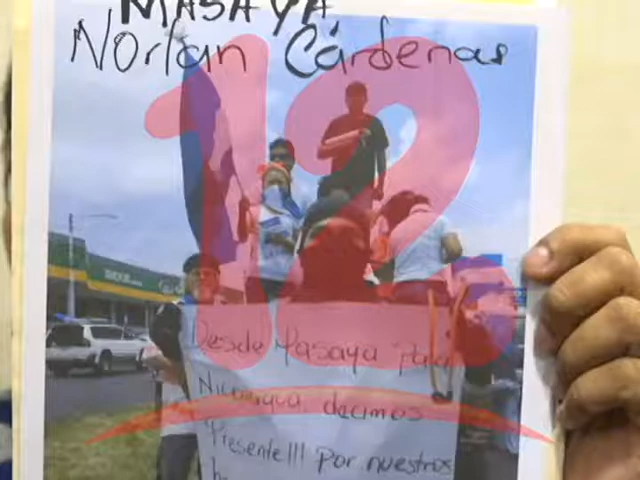 MASAYA
Norlan Cárdenas
12
Desde Masaya Para
Nicaragua decimos
Presente!!! Por nuestros